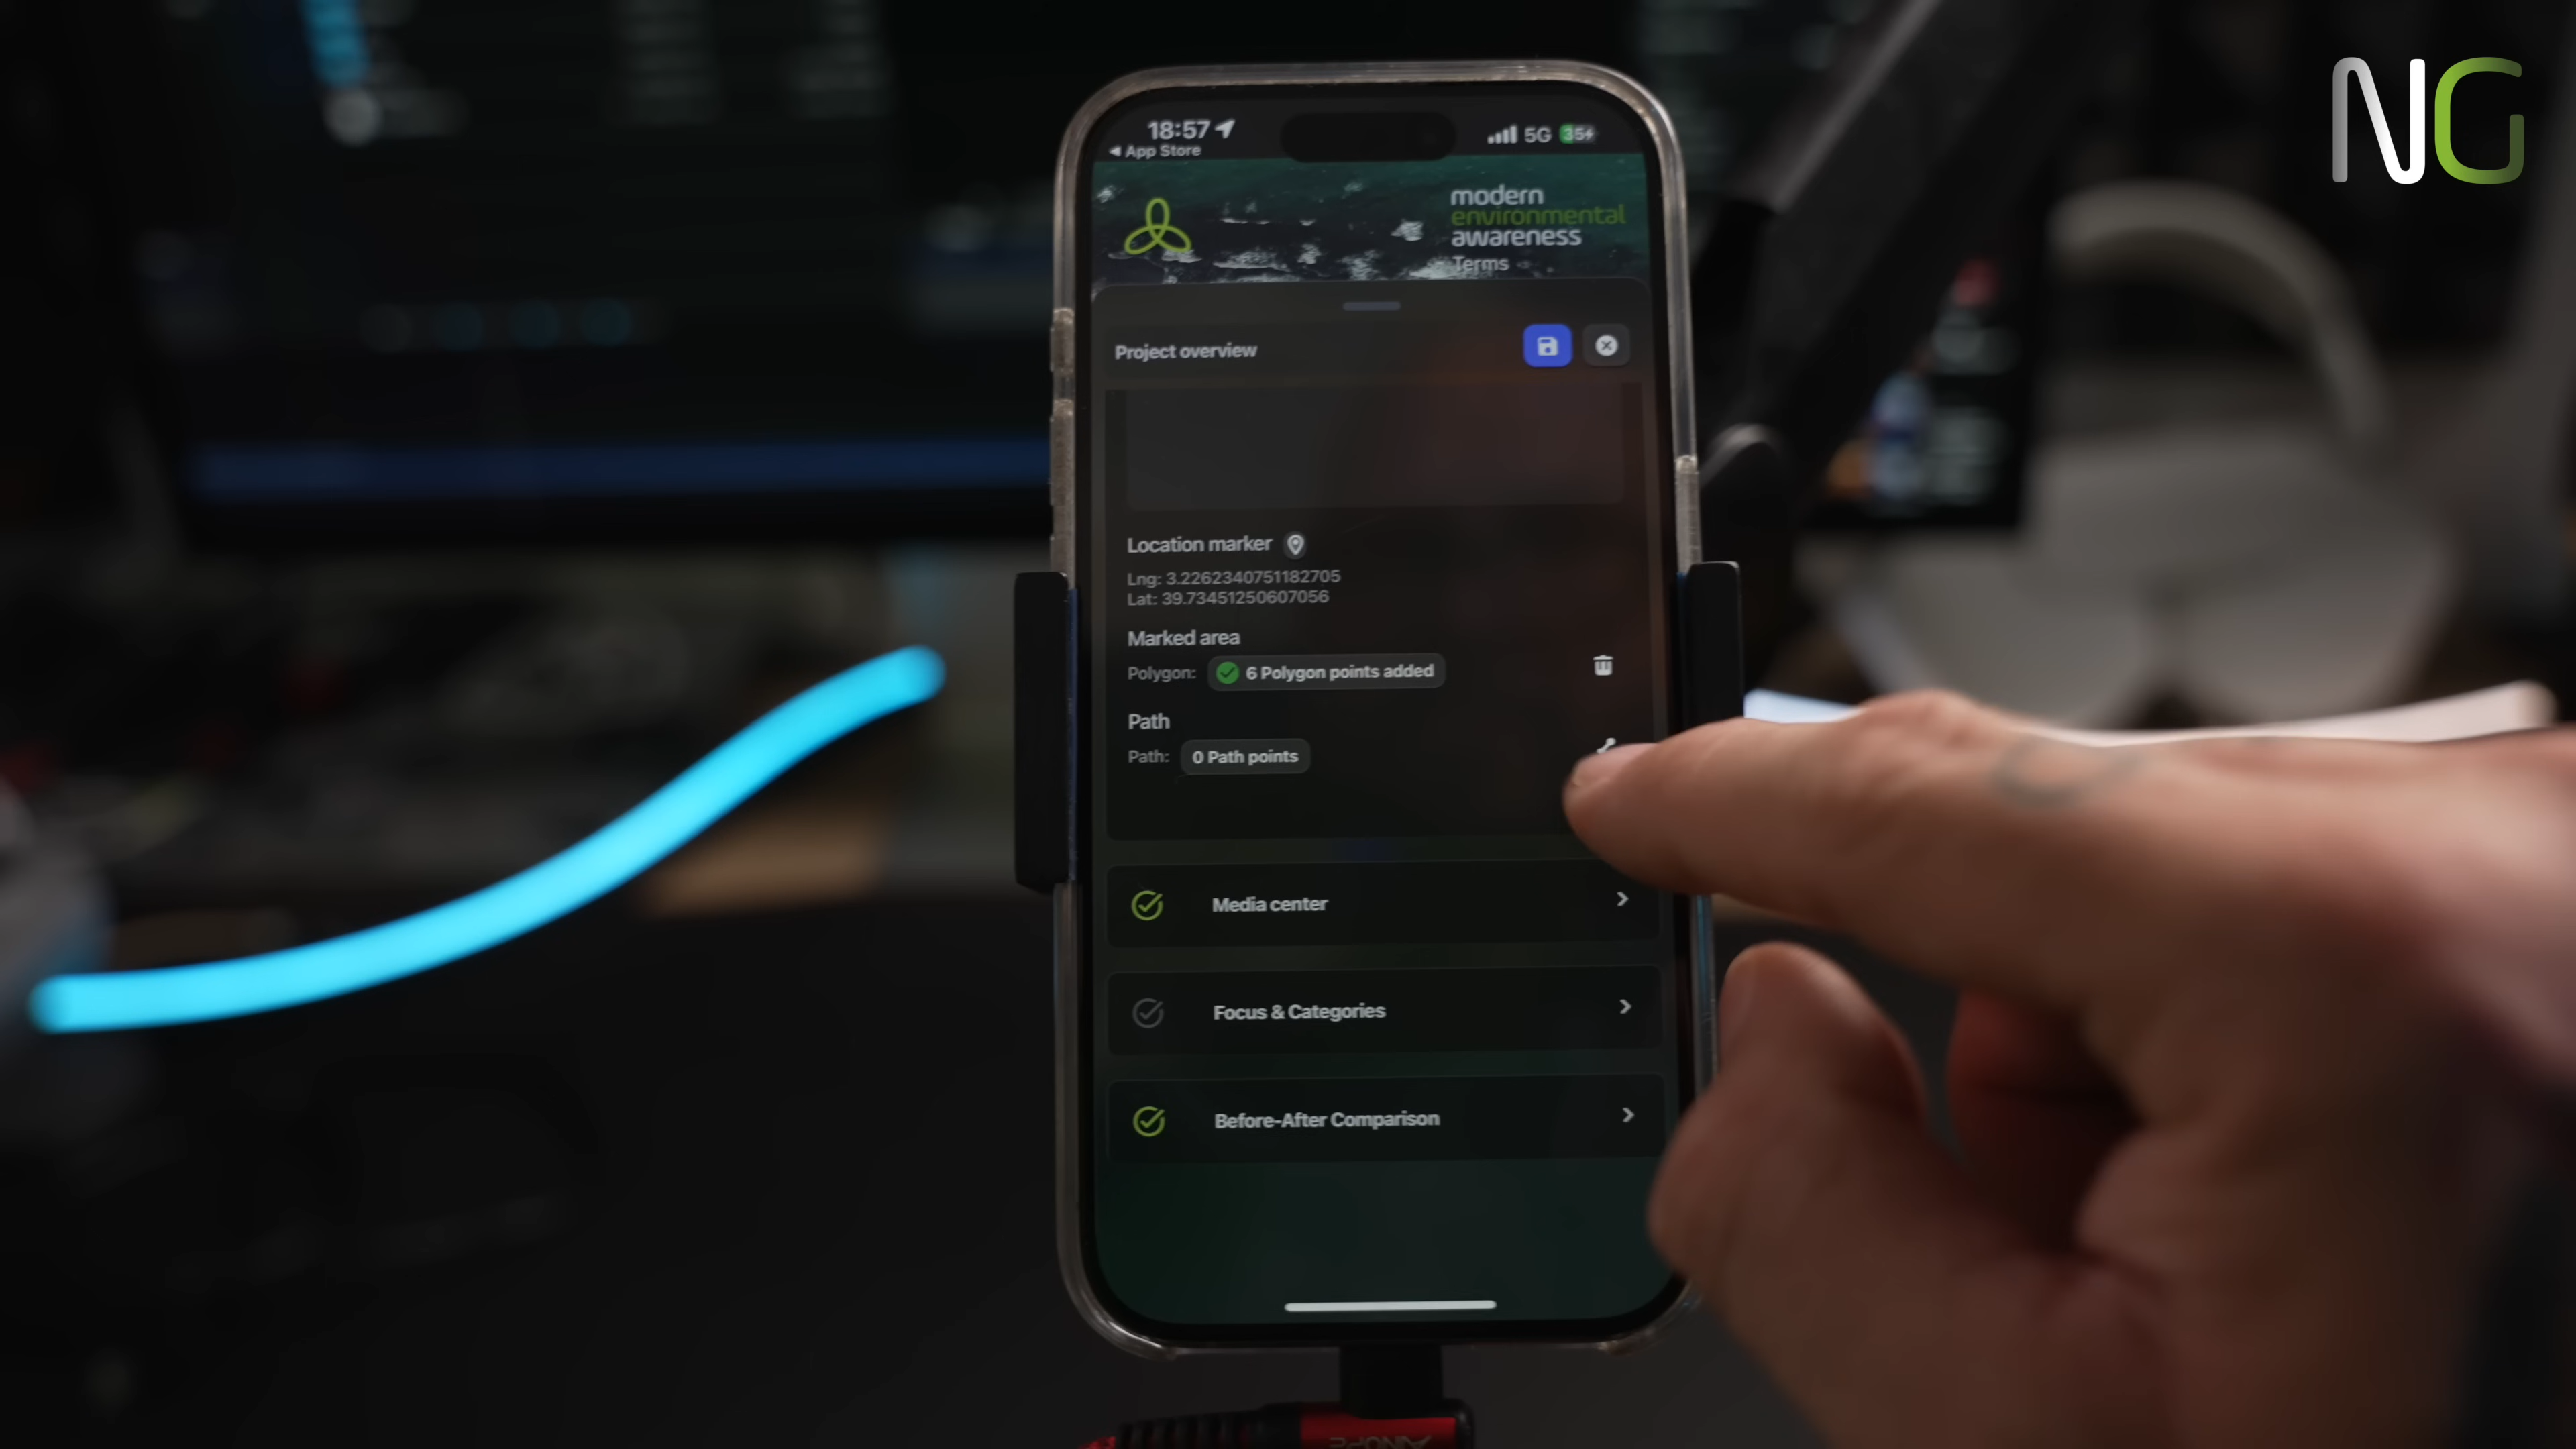 NG
18:57
5G 35
App Store
modern
environmental
awareness
Terms
Project overview
Location marker
Lng: 3.2262340751182705
Lat: 39.73451250607056
Marked area
Polygon: 6 Polygon points added
Path
Path: 0 Path points
Media center
Focus & Categories
Before-After Comparison